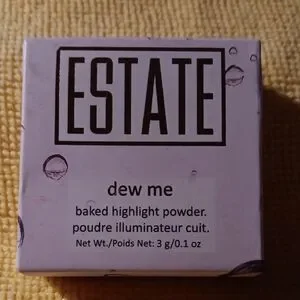 ESTATE
dew me
baked highlight powder.
poudre illuminateur cuit.
Net Wt./Poids Net: 3 g/0.1 oz